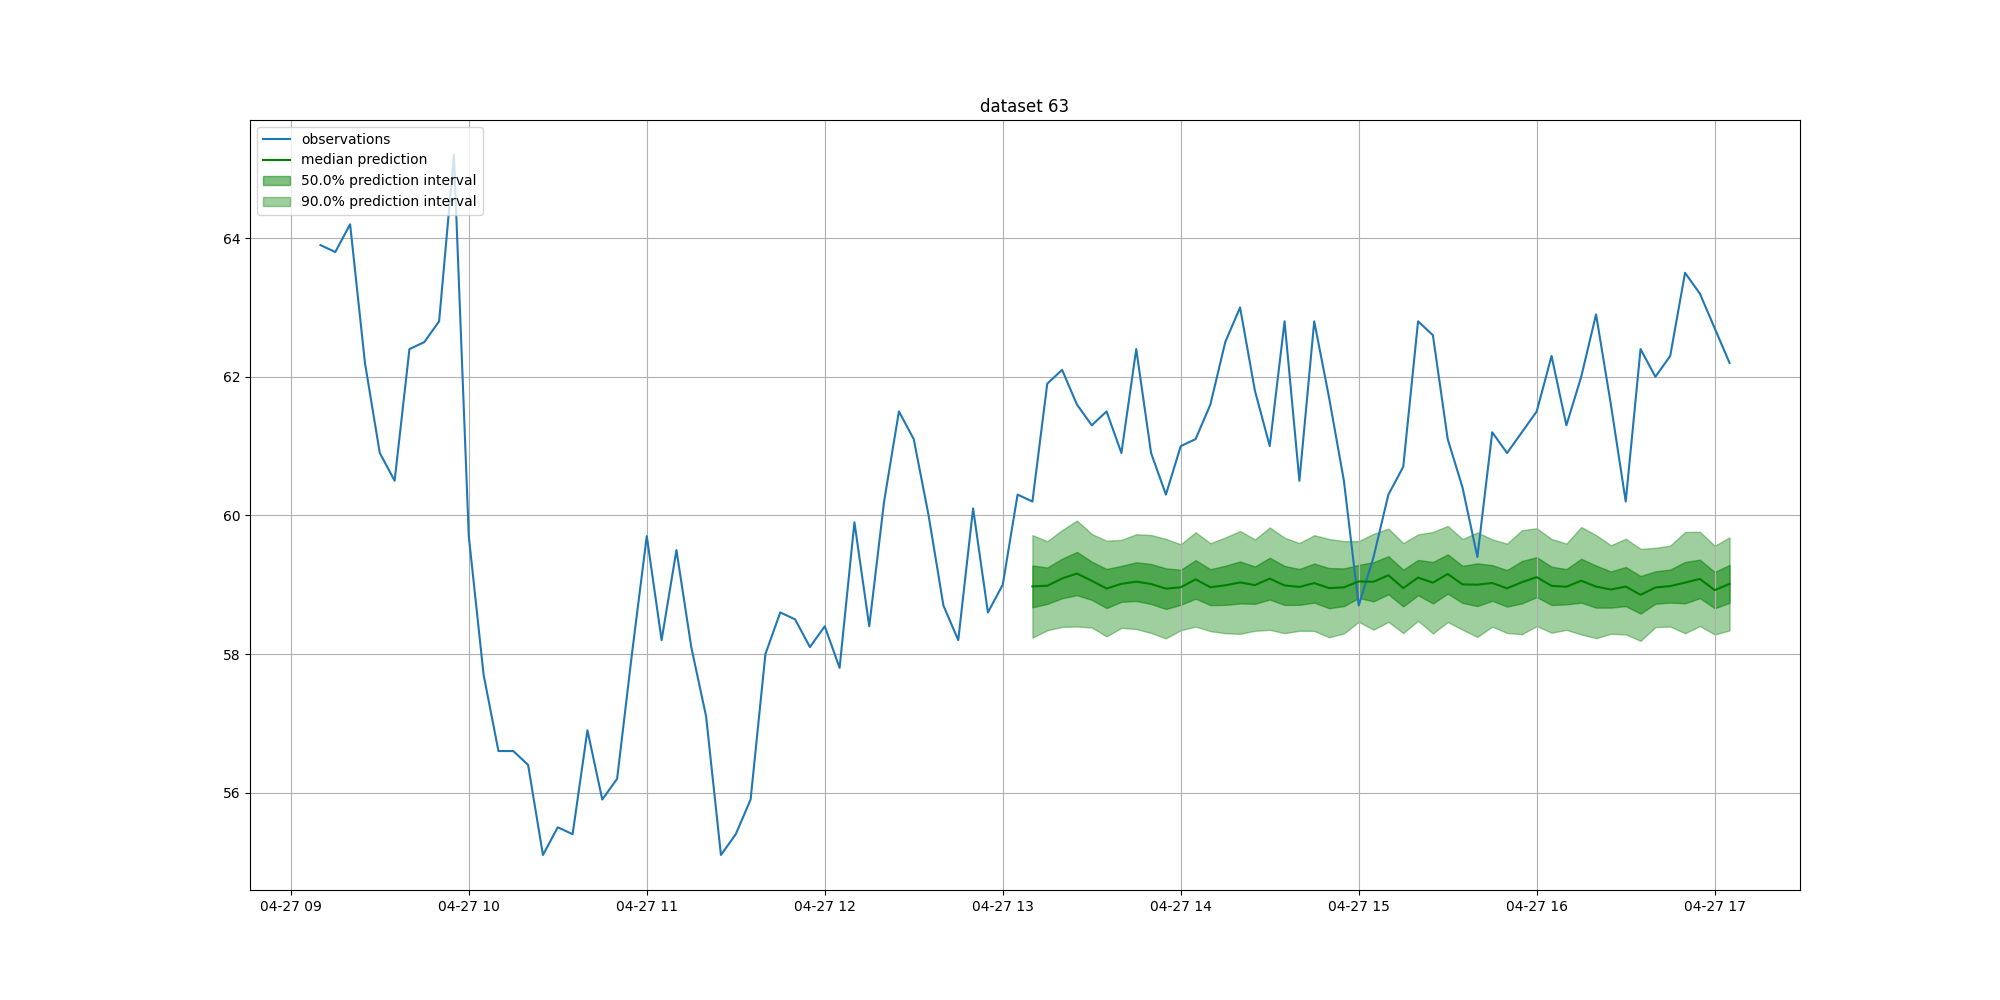 dataset 63
observations
median prediction
50.0% prediction interval
90.0% prediction interval
64
62
60
58
56
04-27 09
04-27 10
04-27 11
04-27 12
04-27 13
04-27 14
04-27 15
04-27 16
04-27 17